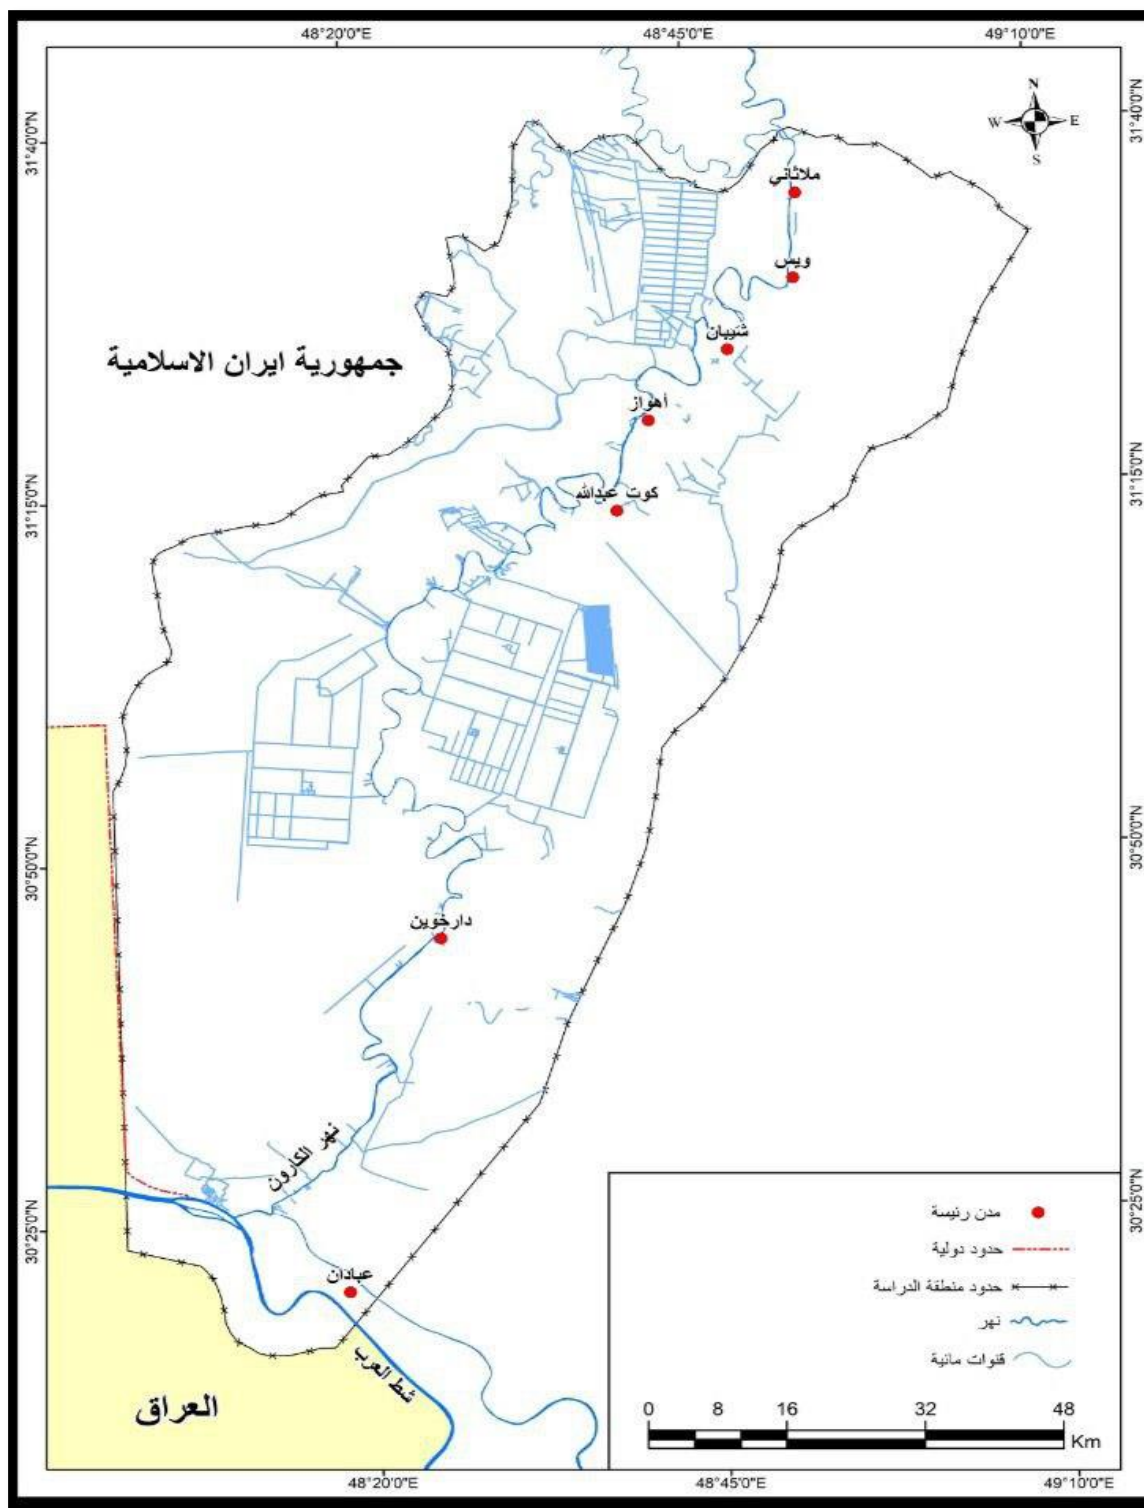 48°20'0"E
48°45'0"E
49°10'0"E
31°40'0"N
31°40'0"N
N
W
E
S
ملاثاني
ويس
شيبان
جمهورية ايران الاسلامية
أهواز
31°15'0"N
31°15'0"N
كوت عبدالله
30°50'0"N
30°50'0"N
دارخوين
نهر الكارون
30°25'0"N
30°25'0"N
مدن رئيسة
حدود دولية
عبادان
حدود منطقة الدراسة
نهر
شط العرب
قنوات مائية
العراق
0 8 16 32 48
Km
48°20'0"E
48°45'0"E
49°10'0"E